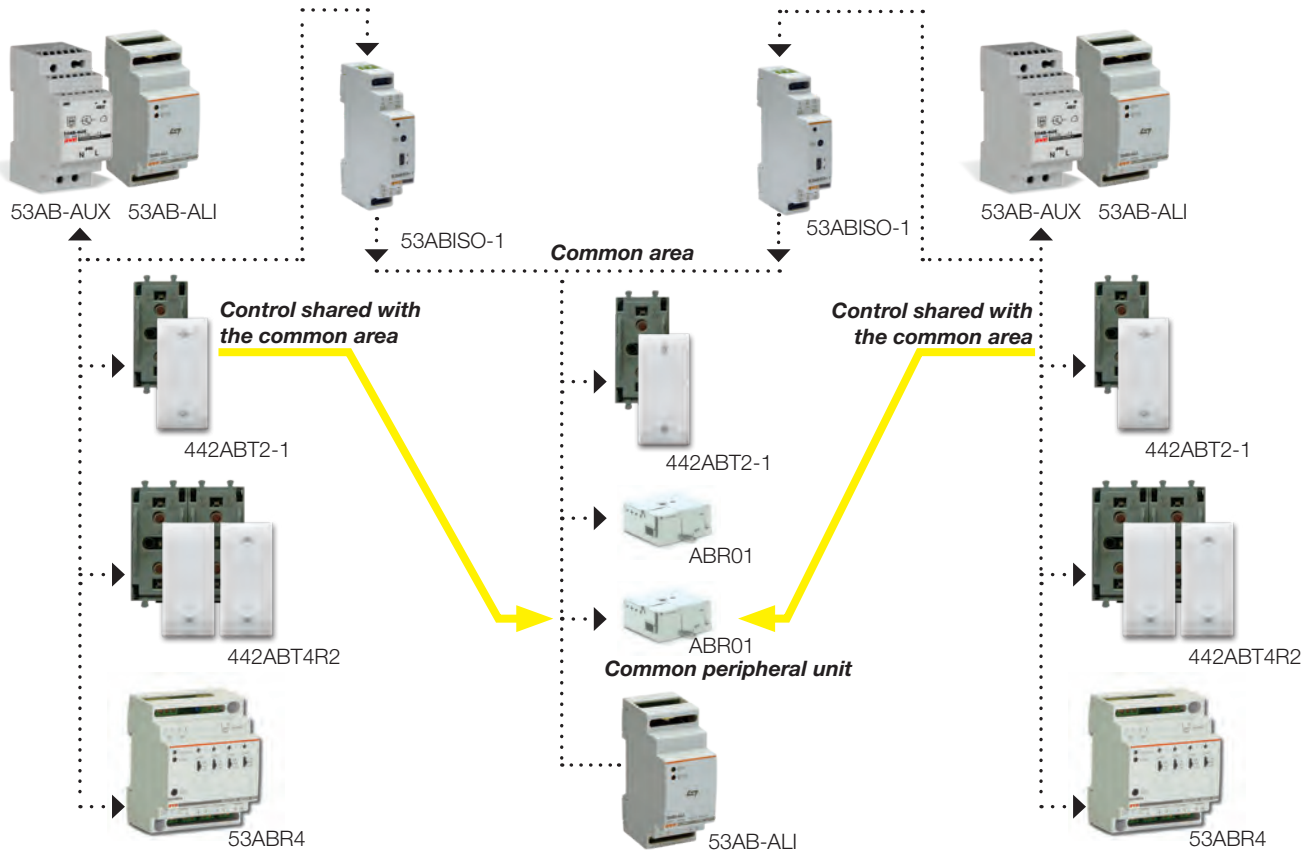 53AB-AUX 53AB-ALI
53ABISO-1
53ABISO-1
53AB-AUX 53AB-ALI
Common area
Control shared with
the common area
Control shared with
the common area
442ABT2-1
442ABT2-1
442ABT2-1
ABR01
442ABT4R2
ABR01
442ABT4R2
Common peripheral unit
53ABR4
53AB-ALI
53ABR4
N L
N L